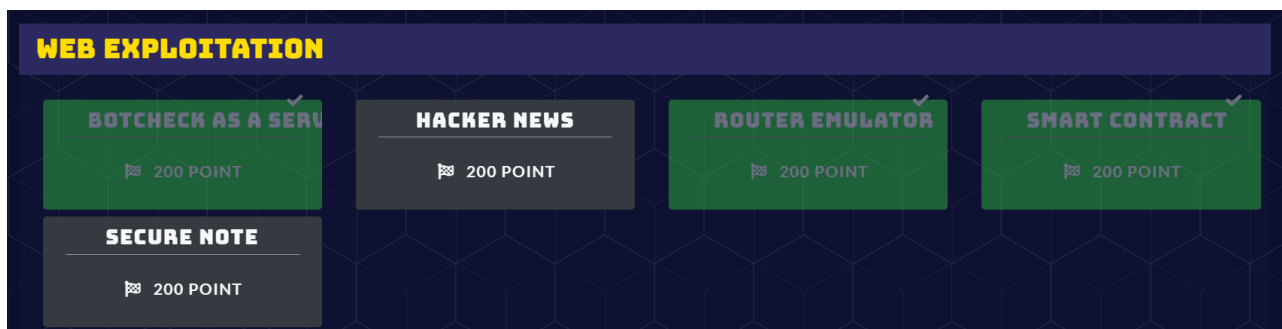 WEB EXPLOITATION
BOTCHECK AS A SERV
200 POINT
HACKER NEWS
200 POINT
ROUTER EMULATOR
200 POINT
SMART CONTRACT
200 POINT
SECURE NOTE
200 POINT